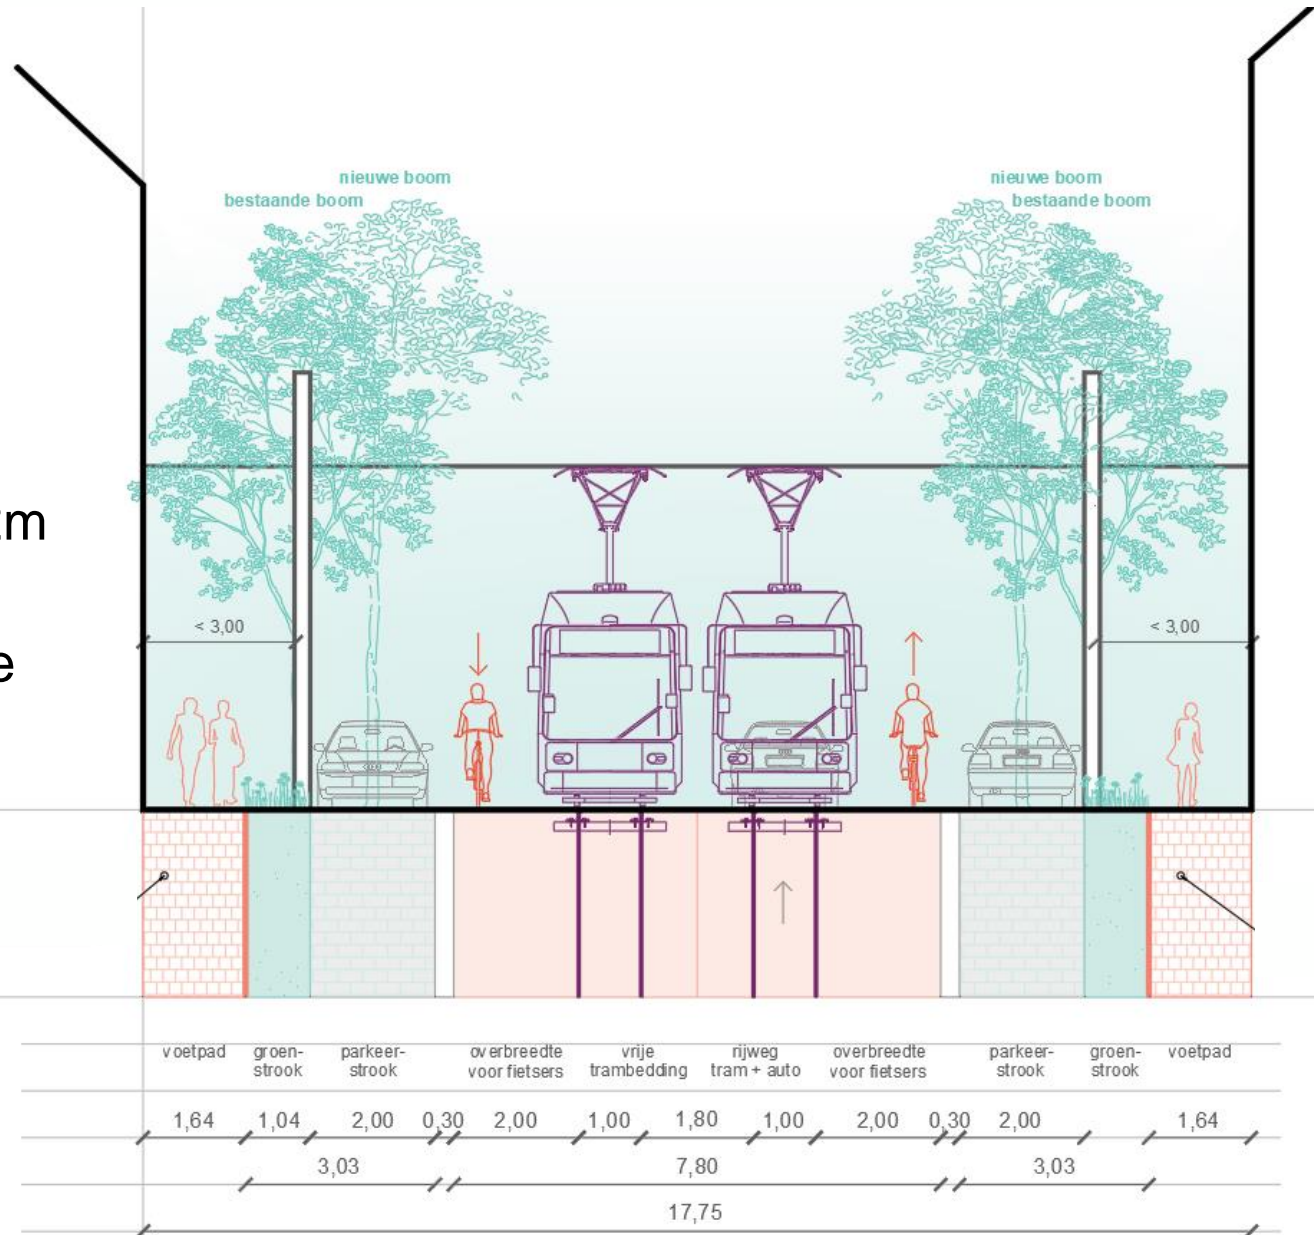 nieuwe boom
bestaande boom
nieuwe boom
bestaande boom
tm
e
< 3,00
< 3,00
voetpad
groen-
strook
parkeer-
strook
overbreedte
voor fietsers
vrije
trambedding
rijweg
tram + auto
overbreedte
voor fietsers
parkeer-
strook
groen-
strook
voetpad
1,64 1,04 2,00 0,30 2,00 1,00 1,80 1,00 2,00 0,30 2,00 1,64
3,03 7,80 3,03
17,75